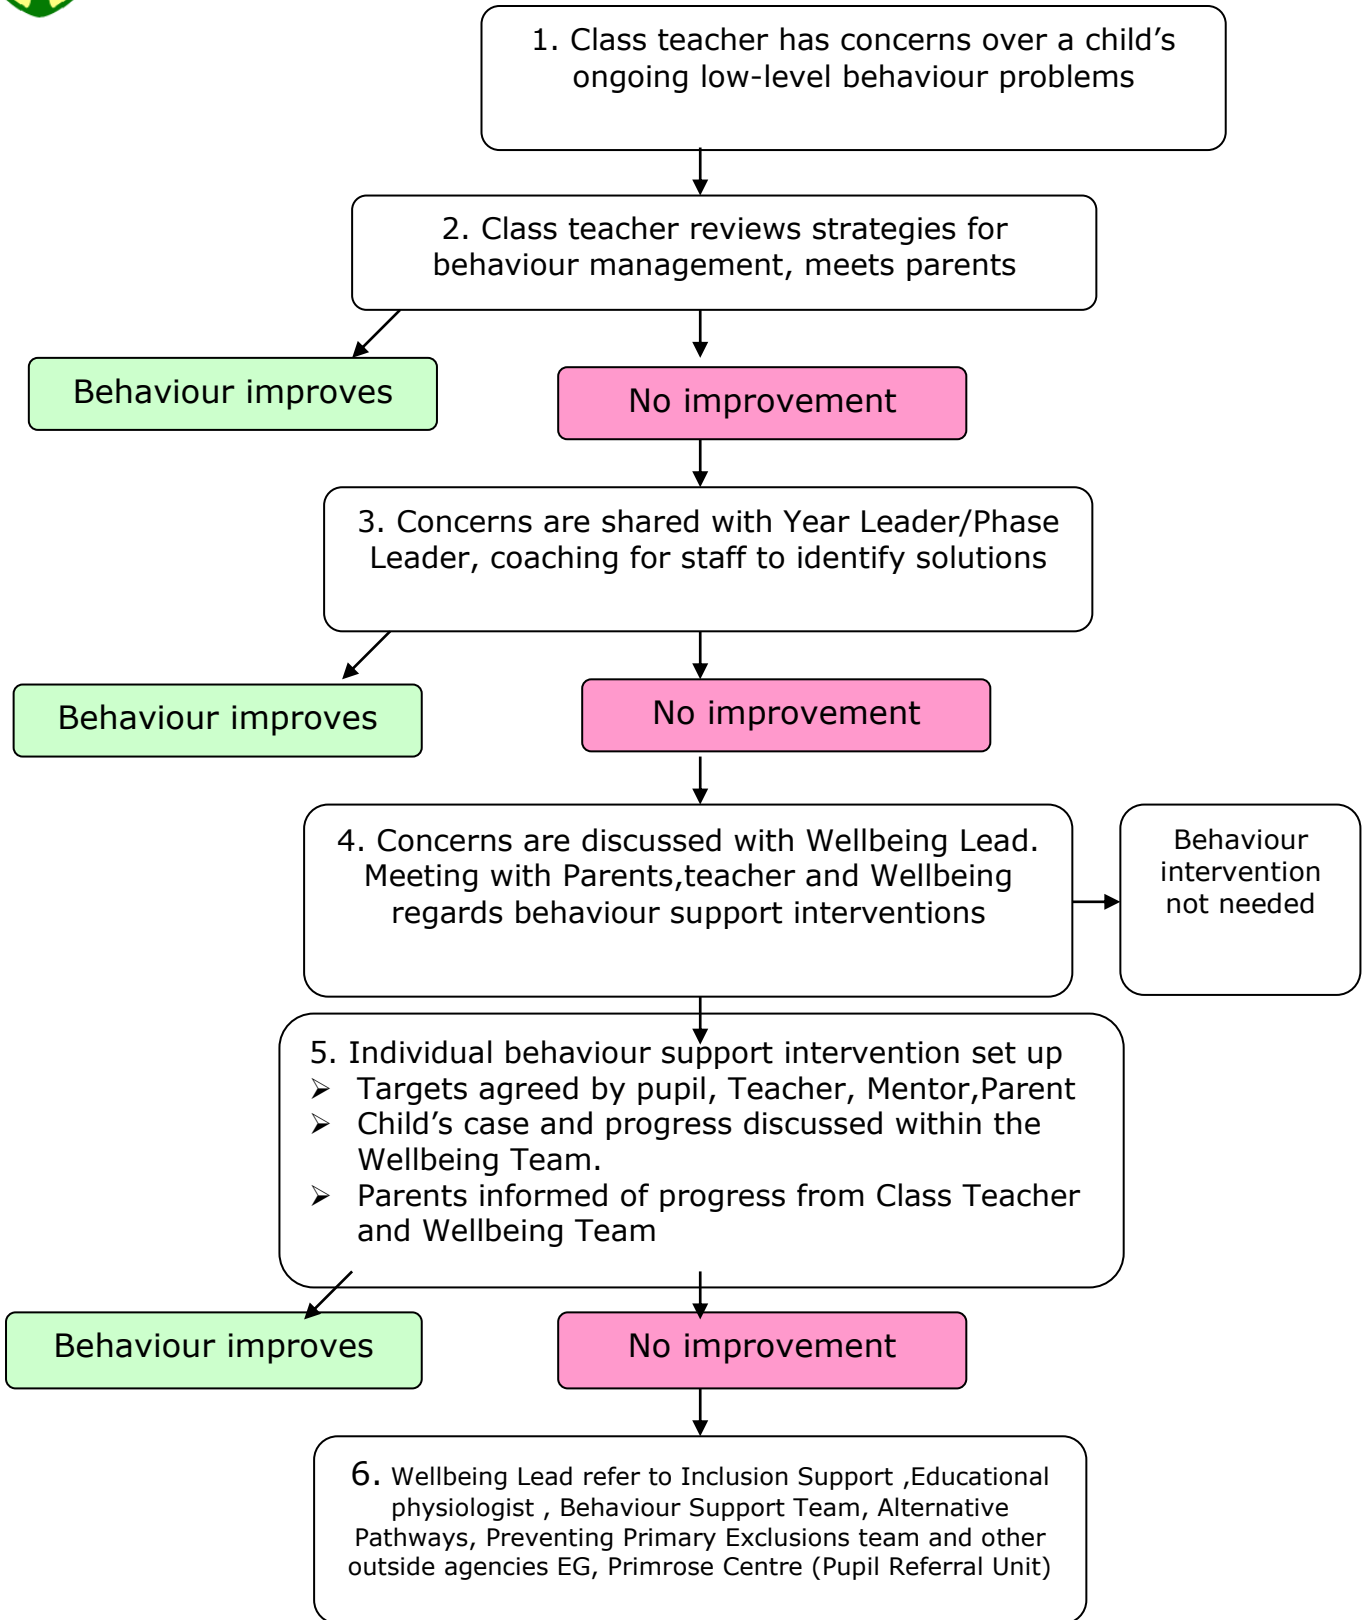 1. Class teacher has concerns over a child’s
ongoing low-level behaviour problems
2. Class teacher reviews strategies for
behaviour management, meets parents
Behaviour improves
No improvement
3. Concerns are shared with Year Leader/Phase
Leader, coaching for staff to identify solutions
Behaviour improves
No improvement
4. Concerns are discussed with Wellbeing Lead.
Meeting with Parents,teacher and Wellbeing
regards behaviour support interventions
Behaviour
intervention
not needed
5. Individual behaviour support intervention set up
➢ Targets agreed by pupil, Teacher, Mentor,Parent
➢ Child’s case and progress discussed within the
Wellbeing Team.
➢ Parents informed of progress from Class Teacher
and Wellbeing Team
Behaviour improves
No improvement
6. Wellbeing Lead refer to Inclusion Support ,Educational
physiologist , Behaviour Support Team, Alternative
Pathways, Preventing Primary Exclusions team and other
outside agencies EG, Primrose Centre (Pupil Referral Unit)